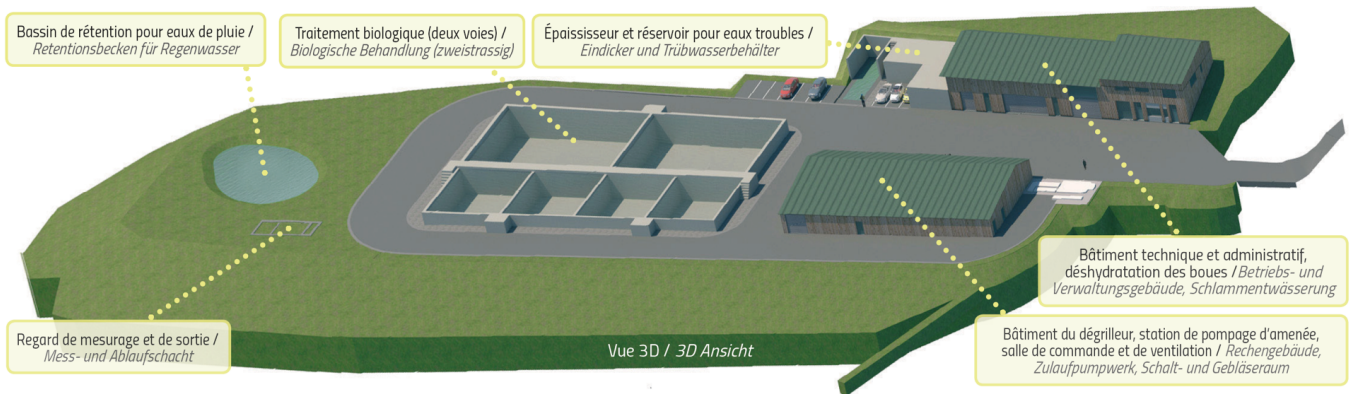 Bassin de rétention pour eaux de pluie /
Retentionsbecken für Regenwasser
Traitement biologique (deux voies) /
Biologische Behandlung (zweistrassig)
Épaississeur et réservoir pour eaux troubles /
Eindicker und Trübwasserbehälter
Bâtiment technique et administratif,
déshydratation des boues / Betriebs- und
Verwaltungsgebäude, Schlammentwässerung
Regard de mesurage et de sortie /
Mess- und Ablaufschacht
Vue 3D / 3D Ansicht
Bâtiment du dégrilleur, station de pompage d'amenée,
salle de commande et de ventilation / Rechengebäude,
Zulaufpumpwerk, Schalt- und Gebläseraum